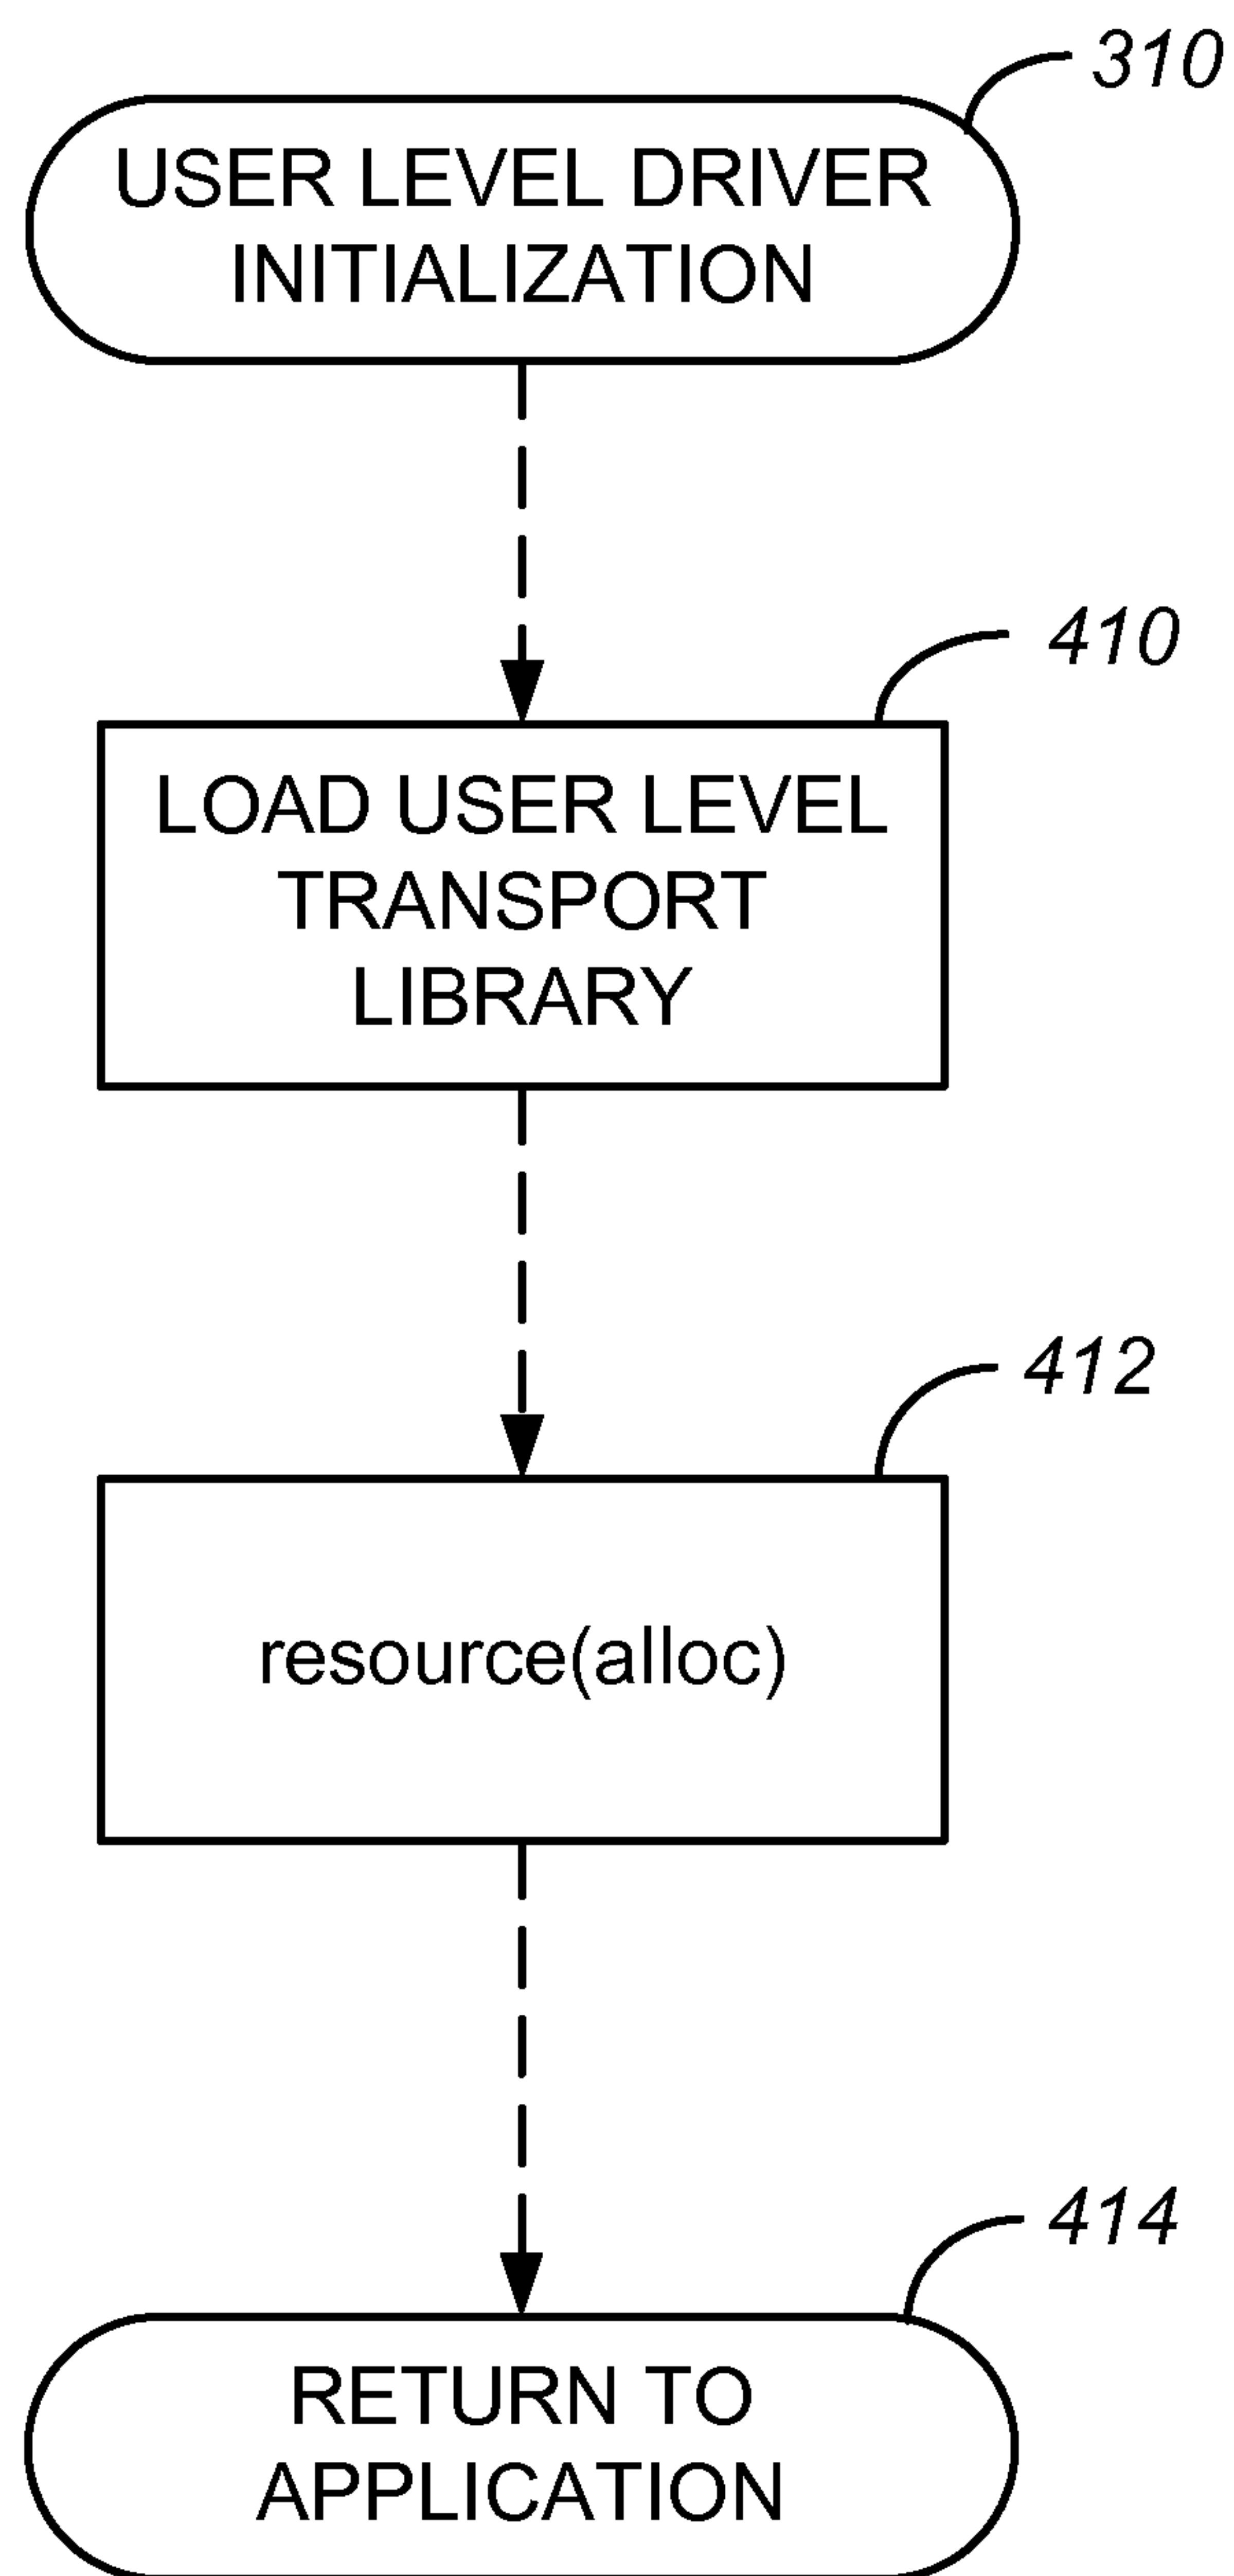 310
USER LEVEL DRIVER
INITIALIZATION
410
LOAD USER LEVEL
TRANSPORT
LIBRARY
412
resource(alloc)
414
RETURN TO
APPLICATION